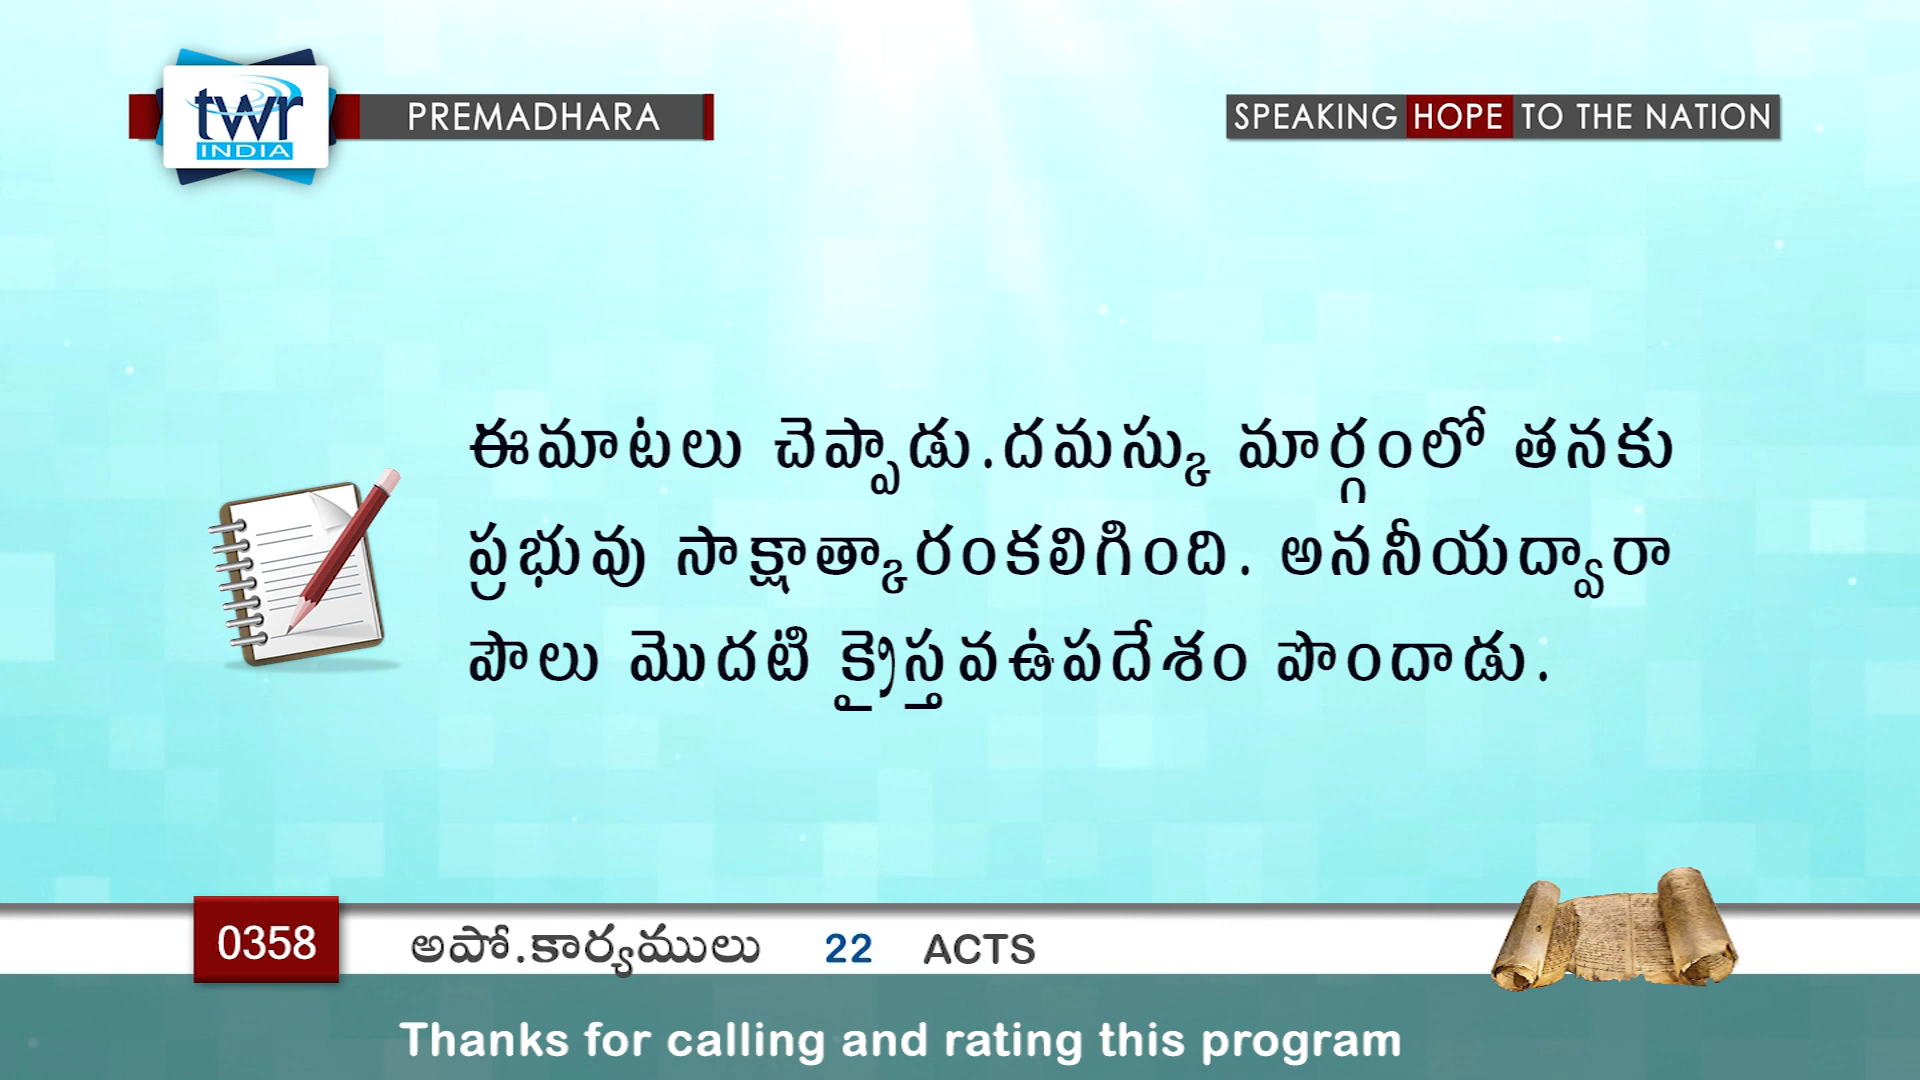 twr
INDIA
PREMADHARA
SPEAKING HOPE TO THE NATION
ఈమాటలు చెప్పాడు.దమస్కు మార్గంలో తనకు
ప్రభువు సాక్షాత్కారంకలిగింది. అననీయద్వారా
పౌలు మొదటి క్రైస్తవఉపదేశం పొందాడు.
0358 అపో.కార్యములు 22 ACTS
Thanks for calling and rating this program